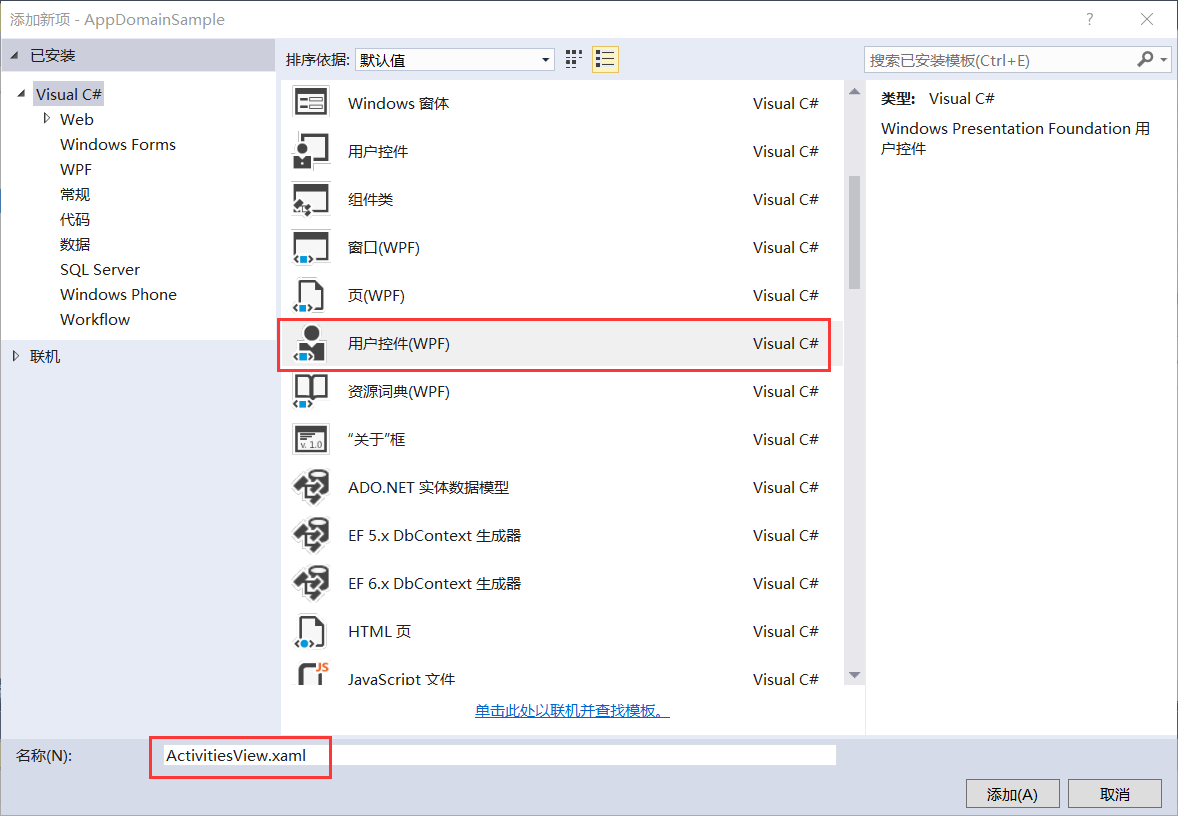 添加新项 - AppDomainSample
?
已安装
排序依据:
默认值
搜索已安装模板(Ctrl+E)
Visual C#
Web
Windows Forms
WPF
常规
代码
数据
SQL Server
Windows Phone
Workflow
联机
Windows 窗体 Visual C#
用户控件 Visual C#
组件类 Visual C#
窗口(WPF) Visual C#
页(WPF) Visual C#
用户控件(WPF) Visual C#
资源词典(WPF) Visual C#
v. 1.0
“关于”框 Visual C#
ADO.NET 实体数据模型 Visual C#
EF 5.x DbContext 生成器 Visual C#
EF 6.x DbContext 生成器 Visual C#
HTML 页 Visual C#
JS
JavaScript 文件 Visual C#
单击此处以联机并查找模板。
类型: Visual C#
Windows Presentation Foundation 用
户控件
名称(N):
ActivitiesView.xaml
添加(A)
取消